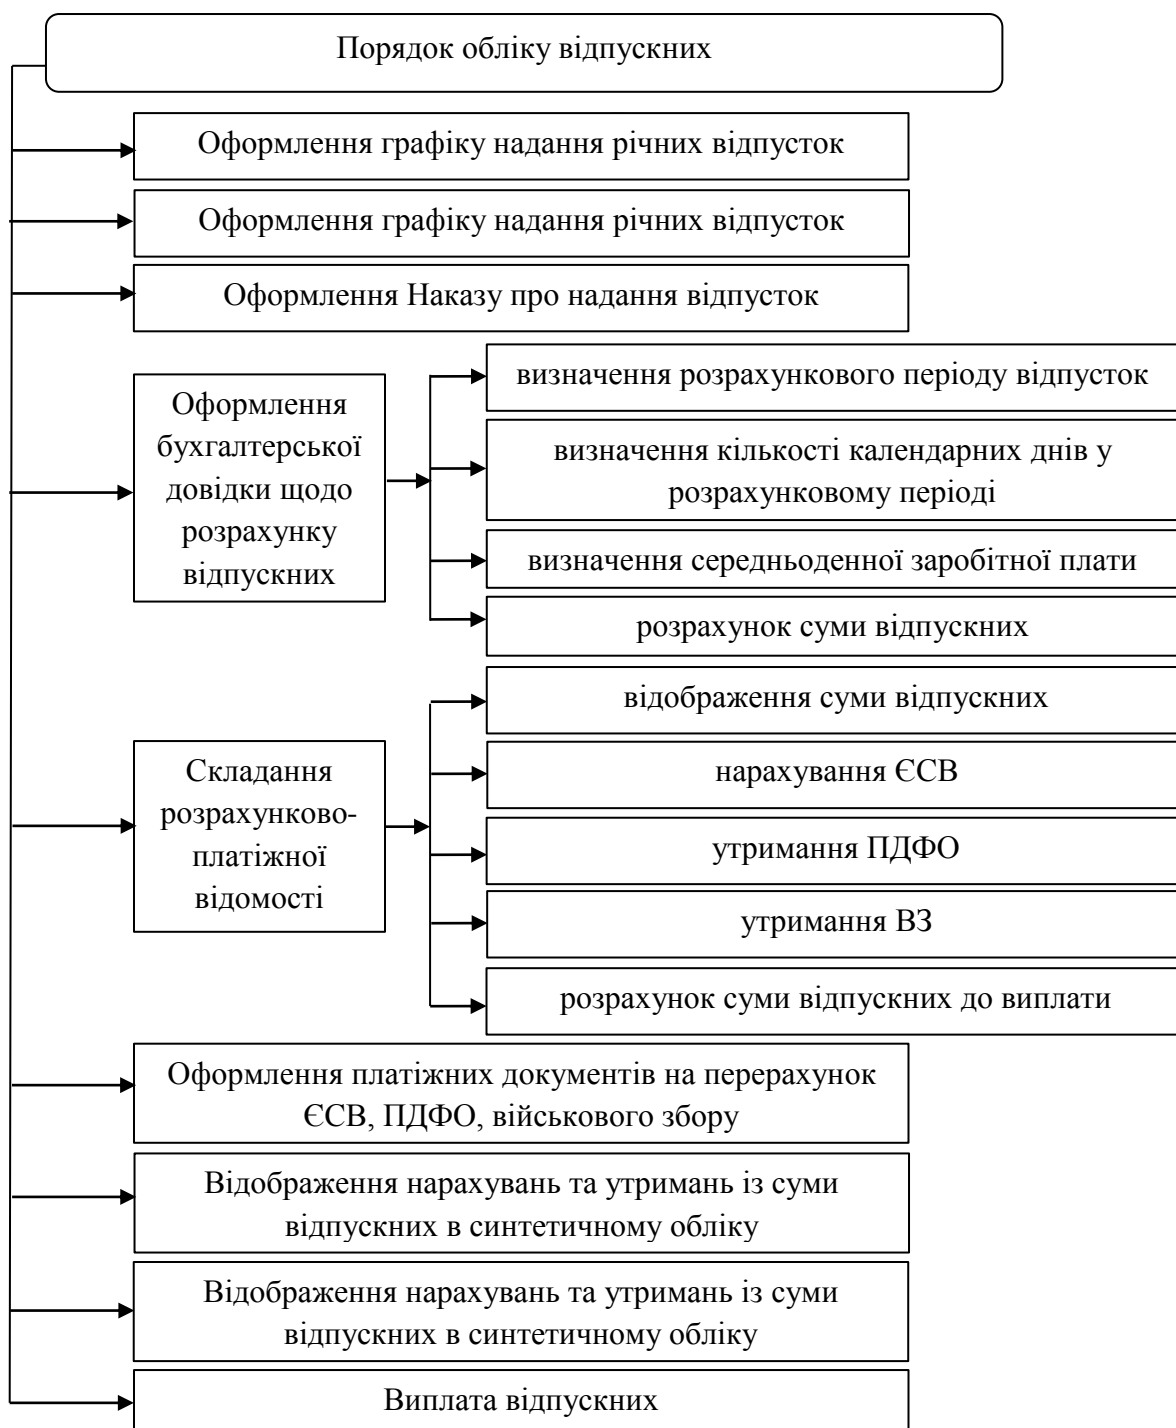 Порядок обліку відпускних
Оформлення графіку надання річних відпусток
Оформлення графіку надання річних відпусток
Оформлення Наказу про надання відпусток
Оформлення
бухгалтерської
довідки щодо
розрахунку
відпускних
визначення розрахункового періоду відпусток
визначення кількості календарних днів у
розрахунковому періоді
визначення середньоденної заробітної плати
розрахунок суми відпускних
Складання
розрахунково-
платіжної
відомості
відображення суми відпускних
нарахування ЄСВ
утримання ПДФО
утримання ВЗ
розрахунок суми відпускних до виплати
Оформлення платіжних документів на перерахунок
ЄСВ, ПДФО, військового збору
Відображення нарахувань та утримань із суми
відпускних в синтетичному обліку
Відображення нарахувань та утримань із суми
відпускних в синтетичному обліку
Виплата відпускних